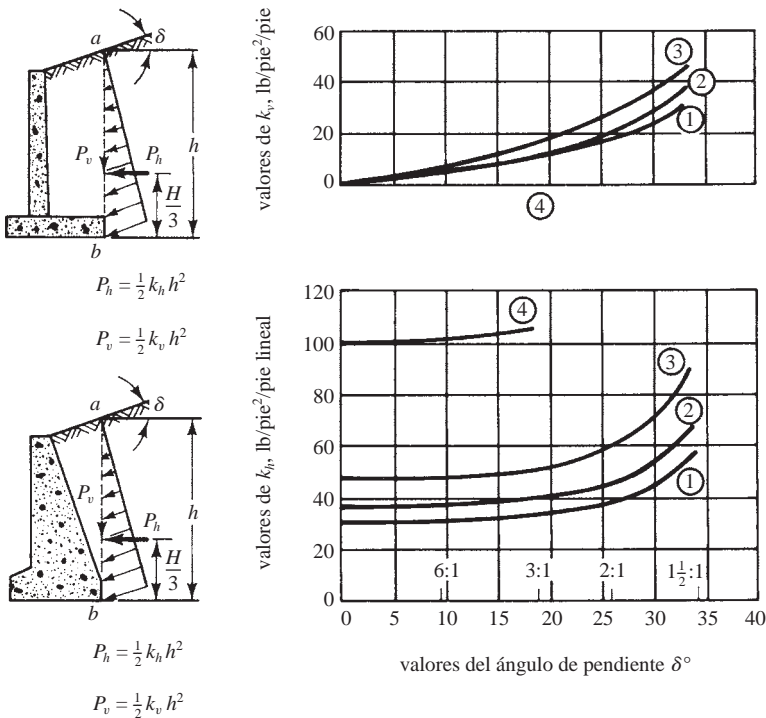 a
δ
P_v
P_h
h
H/3
b
P_h = ½ k_h h²
P_v = ½ k_v h²
a
δ
P_v
P_h
h
H/3
b
P_h = ½ k_h h²
P_v = ½ k_v h²
valores de k_v, lb/pie²/pie
60
40
20
0
③
②
①
④
valores de k_h, lb/pie²/pie lineal
120
100
80
60
40
20
0
④
③
②
①
6:1
3:1
2:1
1½:1
0 5 10 15 20 25 30 35 40
valores del ángulo de pendiente δ°